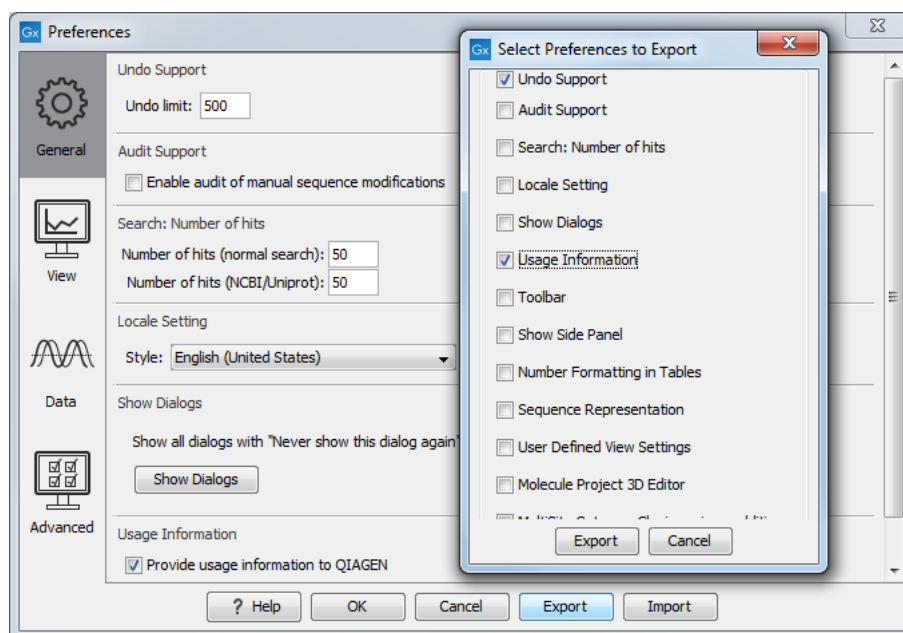 Gx Preferences
General
View
Data
Advanced
Undo Support
Undo limit: 500
Audit Support
Enable audit of manual sequence modifications
Search: Number of hits
Number of hits (normal search): 50
Number of hits (NCBI/Uniprot): 50
Locale Setting
Style: English (United States)
Show Dialogs
Show all dialogs with "Never show this dialog again"
Show Dialogs
Usage Information
Provide usage information to QIAGEN
? Help OK Cancel Export Import
Gx Select Preferences to Export
Undo Support
Audit Support
Search: Number of hits
Locale Setting
Show Dialogs
Usage Information
Toolbar
Show Side Panel
Number Formatting in Tables
Sequence Representation
User Defined View Settings
Molecule Project 3D Editor
Export Cancel